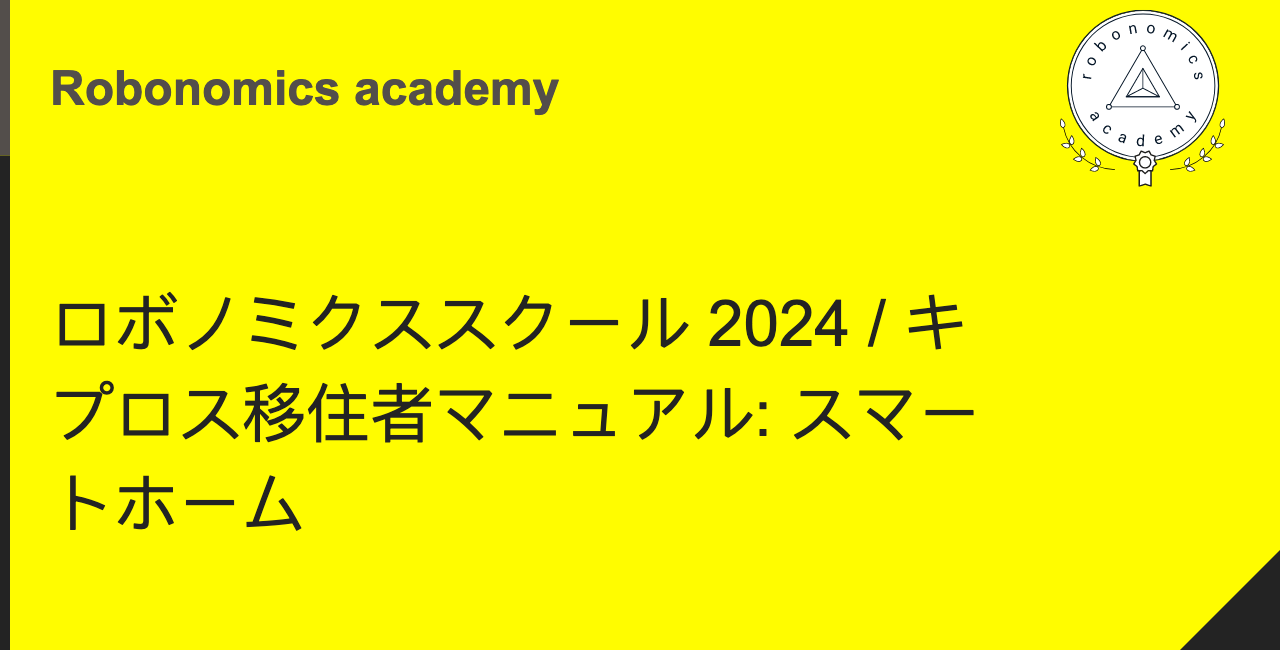 Robonomics academy
robonomics
academy
ロボノミクススクール 2024 / キ
プロス移住者マニュアル: スマー
トホーム